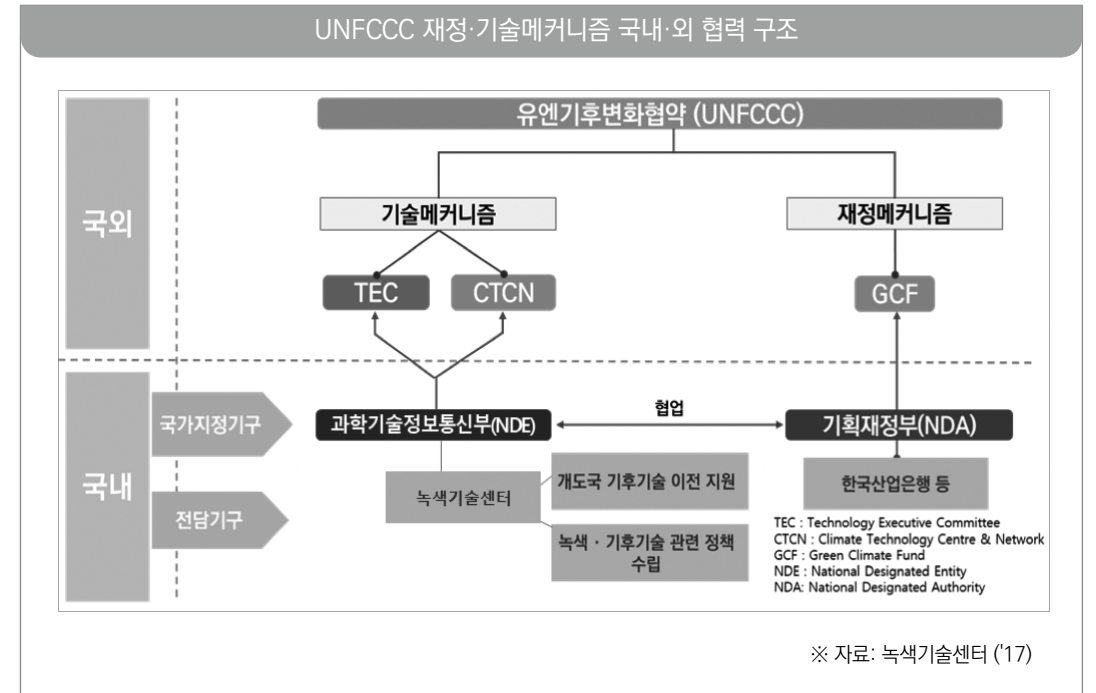 UNFCCC 재정·기술메커니즘 국내·외 협력 구조
유엔기후변화협약 (UNFCCC)
국외
기술메커니즘
재정메커니즘
TEC
CTCN
GCF
국내
국가지정기구
과학기술정보통신부(NDE)
협업
기획재정부(NDA)
전담기구
녹색기술센터
개도국 기후기술 이전 지원
녹색 · 기후기술 관련 정책
수립
한국산업은행 등
TEC : Technology Executive Committee
CTCN : Climate Technology Centre & Network
GCF : Green Climate Fund
NDE : National Designated Entity
NDA: National Designated Authority
※ 자료: 녹색기술센터 ('17)